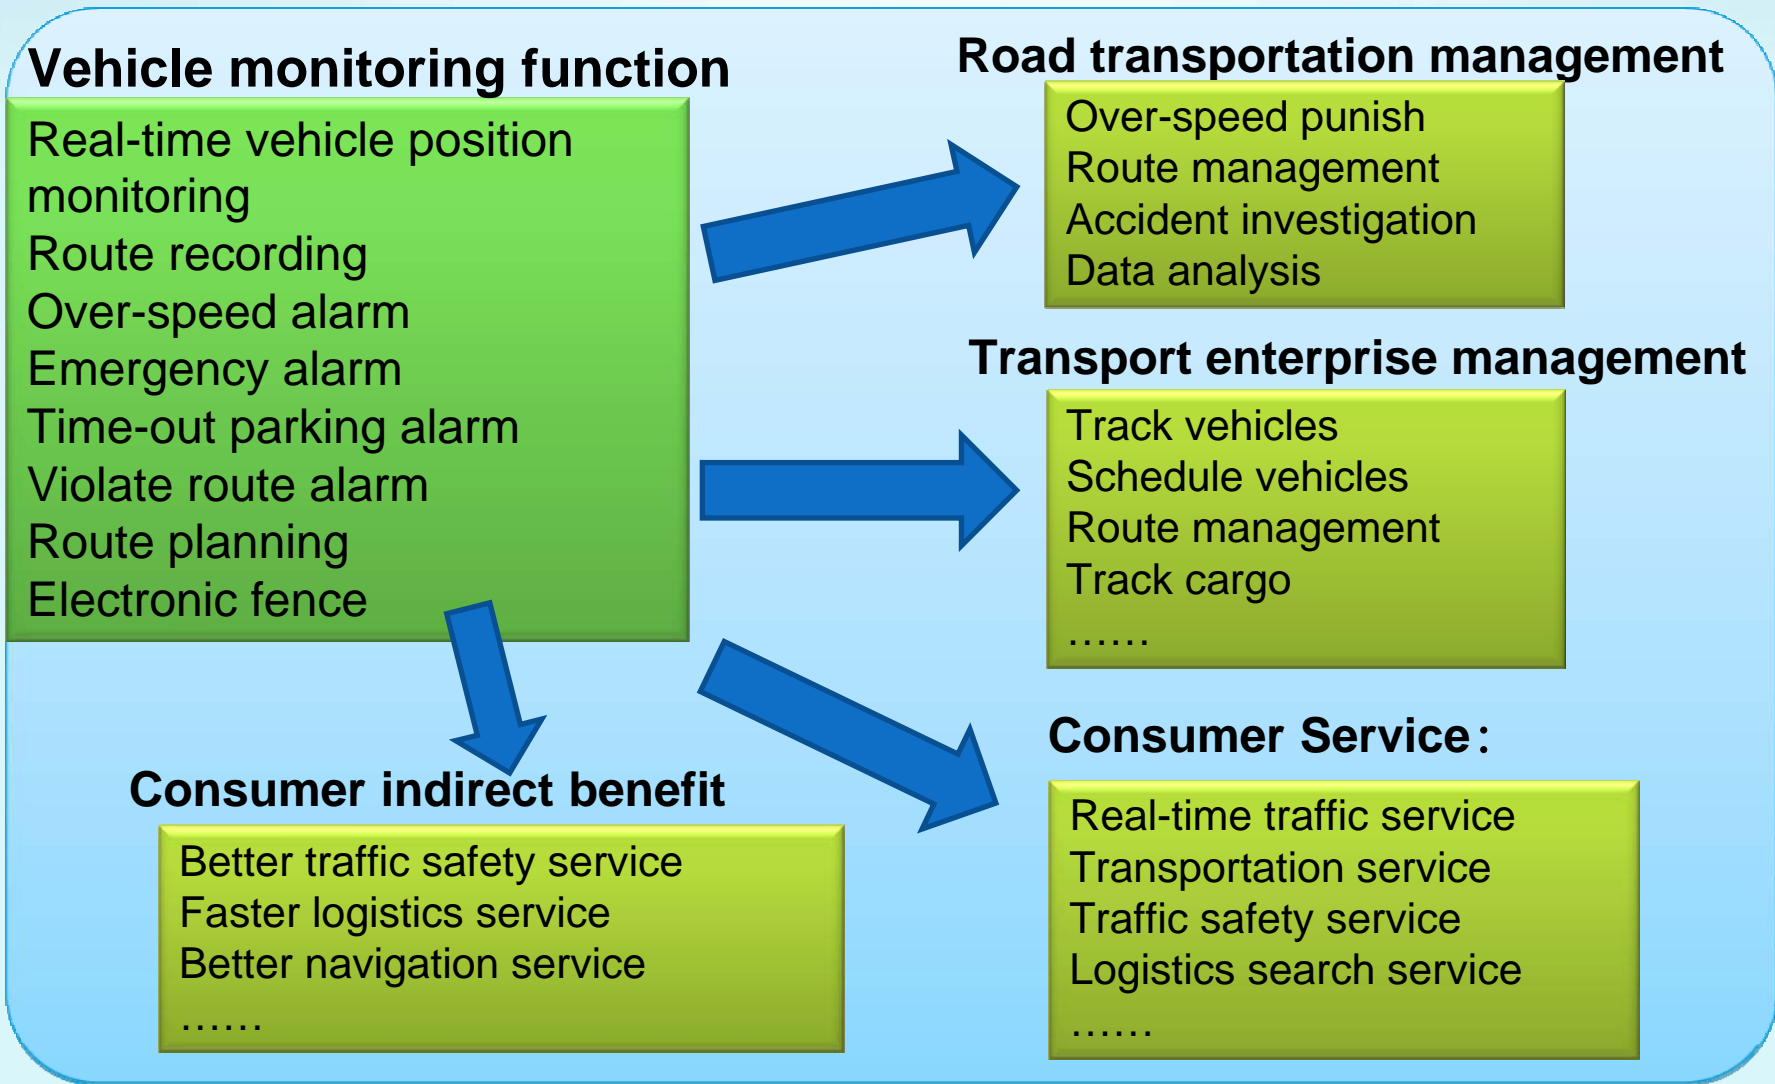 Vehicle monitoring function
Real-time vehicle position
monitoring
Route recording
Over-speed alarm
Emergency alarm
Time-out parking alarm
Violate route alarm
Route planning
Electronic fence
Road transportation management
Over-speed punish
Route management
Accident investigation
Data analysis
Transport enterprise management
Track vehicles
Schedule vehicles
Route management
Track cargo
……
Consumer indirect benefit
Better traffic safety service
Faster logistics service
Better navigation service
……
Consumer Service：
Real-time traffic service
Transportation service
Traffic safety service
Logistics search service
……